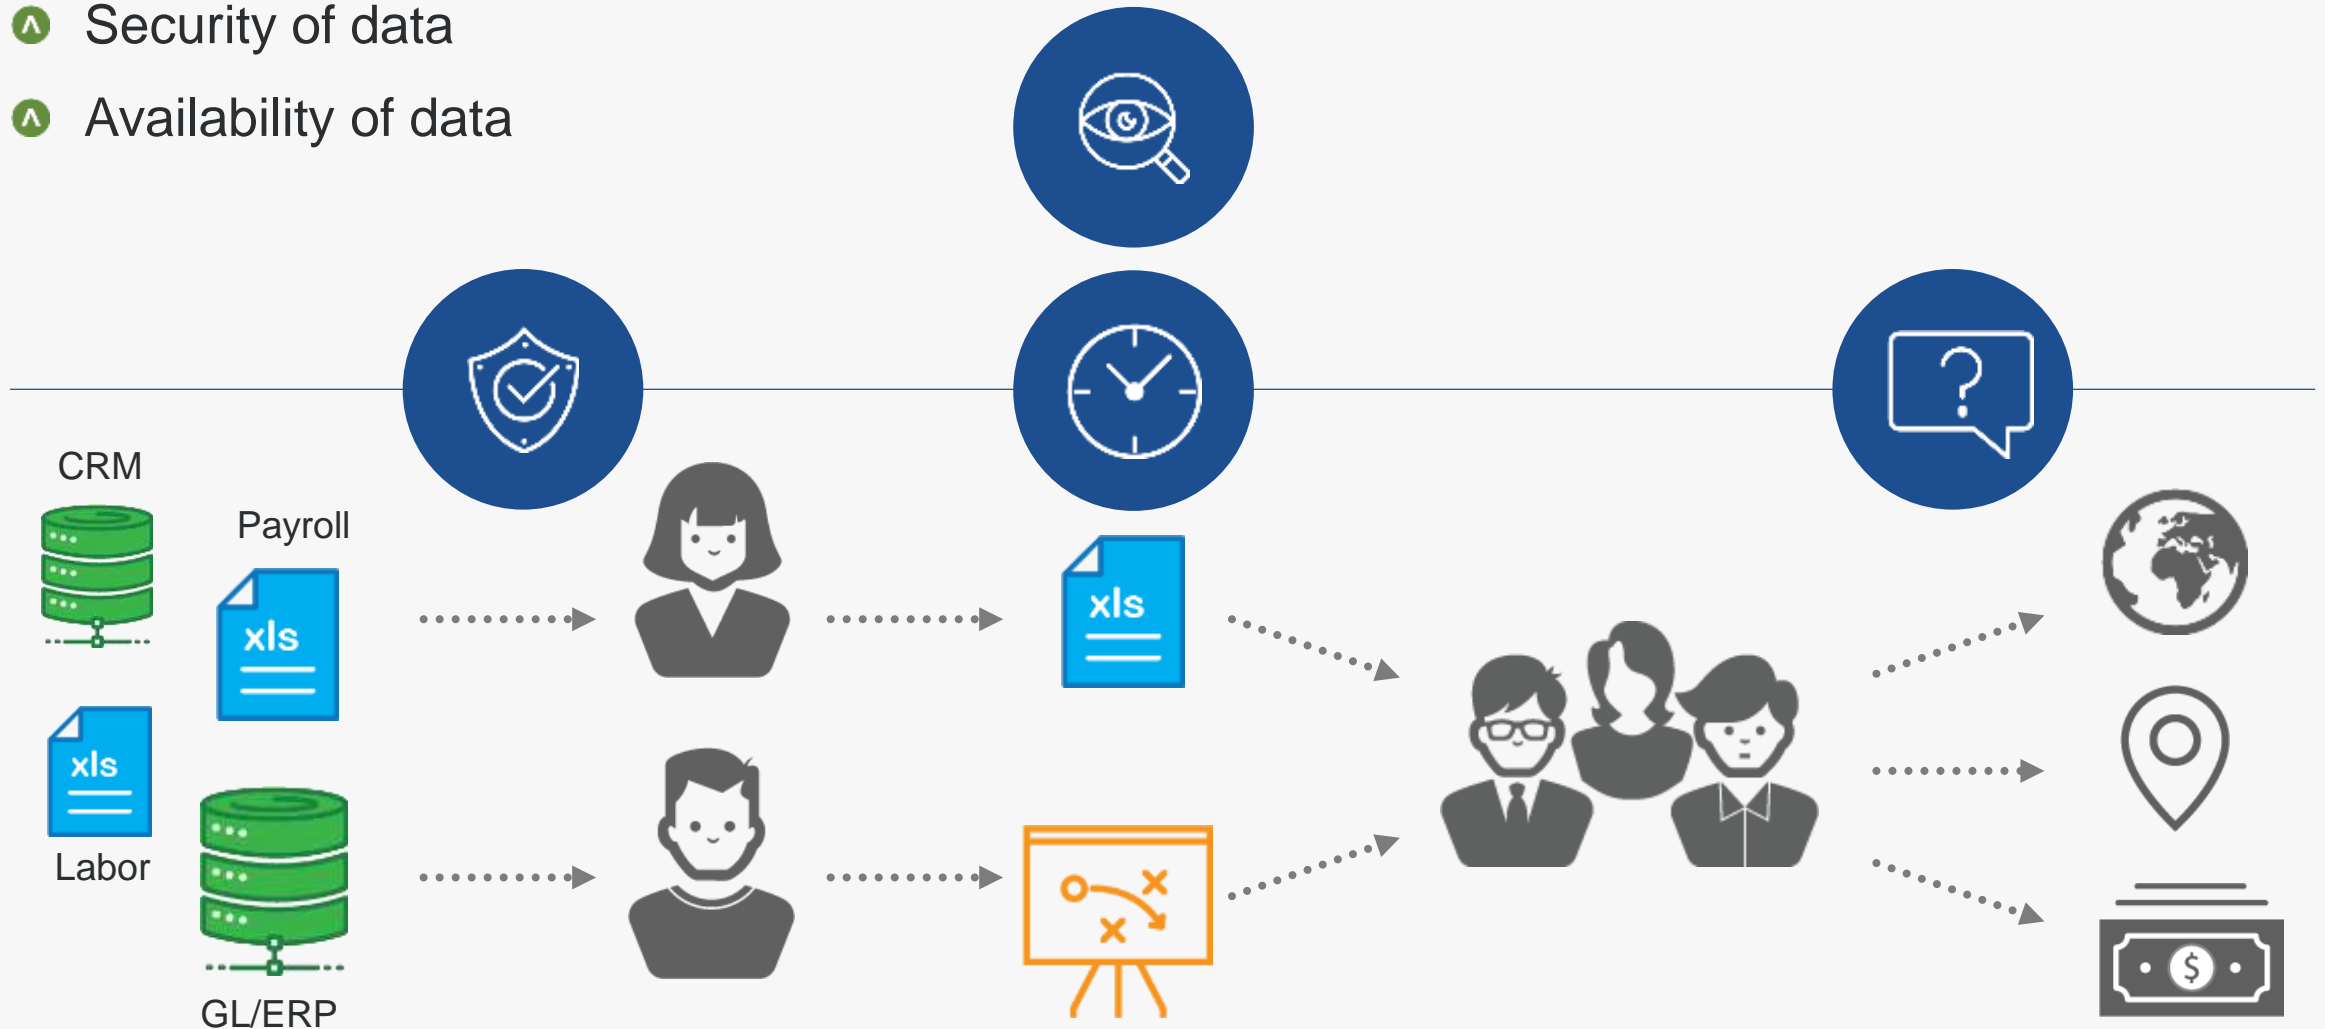 Security of data
Availability of data
CRM
Payroll
xls
xls
xls
Labor
GL/ERP
$